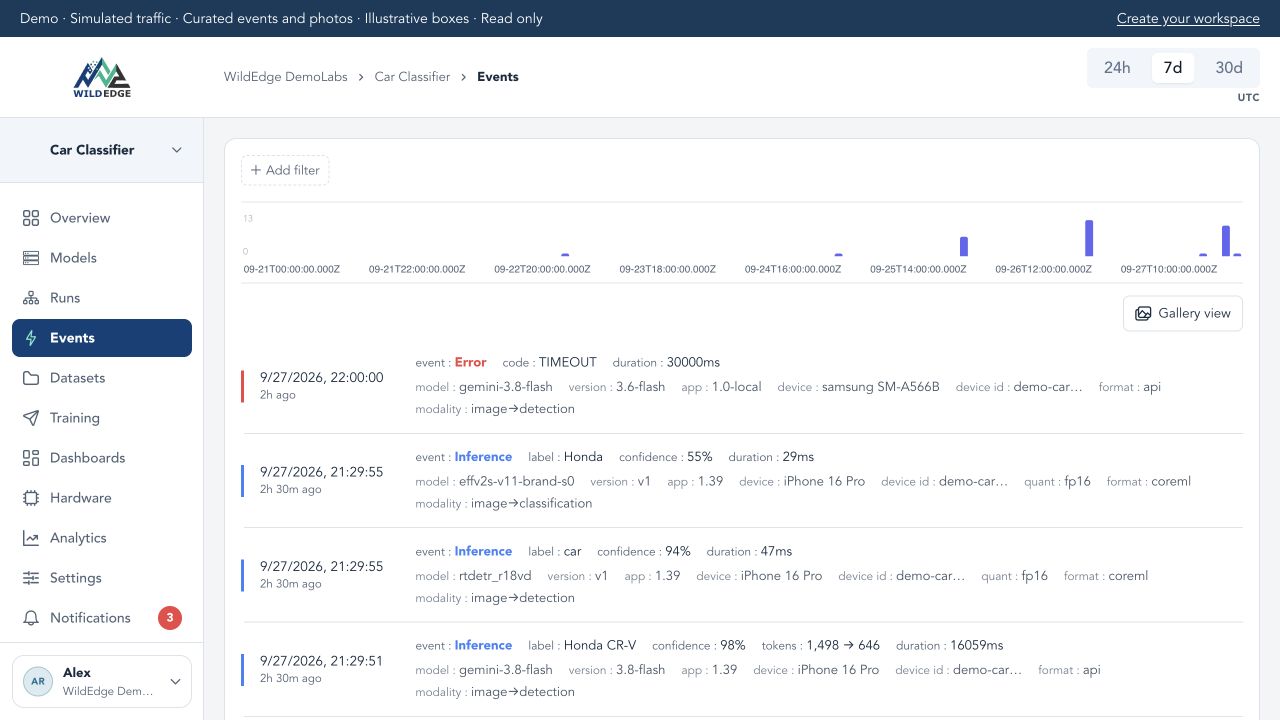 Demo · Simulated traffic · Curated events and photos · Illustrative boxes · Read only
Create your workspace
WILDEDGE
WildEdge DemoLabs > Car Classifier > Events
24h 7d 30d
UTC
Car Classifier
Overview
Models
Runs
Events
Datasets
Training
Dashboards
Hardware
Analytics
Settings
Notifications 3
AR
Alex
WildEdge Dem...
+ Add filter
13
0
09-21T00:00:00.000Z 09-21T22:00:00.000Z 09-22T20:00:00.000Z 09-23T18:00:00.000Z 09-24T16:00:00.000Z 09-25T14:00:00.000Z 09-26T12:00:00.000Z 09-27T10:00:00.000Z
Gallery view
9/27/2026, 22:00:00
2h ago
event : Error code : TIMEOUT duration : 30000ms
model : gemini-3.8-flash version : 3.6-flash app : 1.0-local device : samsung SM-A566B device id : demo-car... format : api
modality : image→detection
9/27/2026, 21:29:55
2h 30m ago
event : Inference label : Honda confidence : 55% duration : 29ms
model : effv2s-v11-brand-s0 version : v1 app : 1.39 device : iPhone 16 Pro device id : demo-car... quant : fp16 format : coreml
modality : image→classification
9/27/2026, 21:29:55
2h 30m ago
event : Inference label : car confidence : 94% duration : 47ms
model : rtdetr_r18vd version : v1 app : 1.39 device : iPhone 16 Pro device id : demo-car... quant : fp16 format : coreml
modality : image→detection
9/27/2026, 21:29:51
2h 30m ago
event : Inference label : Honda CR-V confidence : 98% tokens : 1,498 → 646 duration : 16059ms
model : gemini-3.8-flash version : 3.8-flash app : 1.39 device : iPhone 16 Pro device id : demo-car... format : api
modality : image→detection